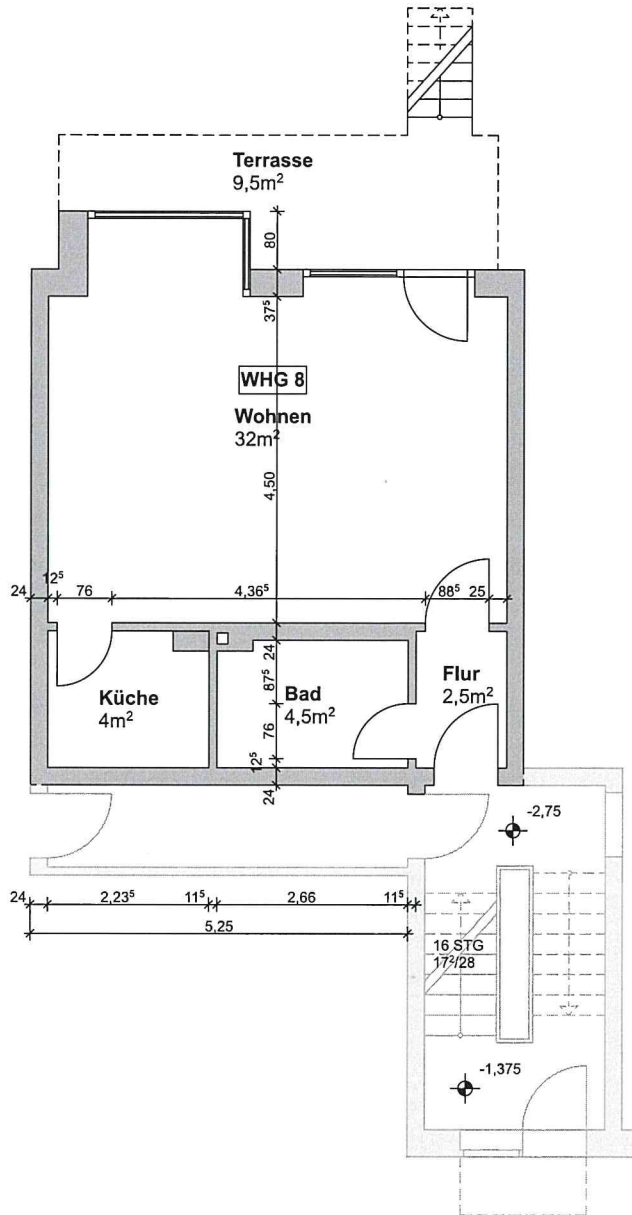 Terrasse
9,5m²
80
37⁵
WHG 8
Wohnen
32m²
4,50
24
12⁵
76
4,36⁵
88⁵
25
24
Küche
4m²
87⁵
Bad
4,5m²
Flur
2,5m²
76
12⁵
24
-2,75
24
2,23⁵
11⁵
2,66
11⁵
5,25
16 STG
17²/28
-1,375